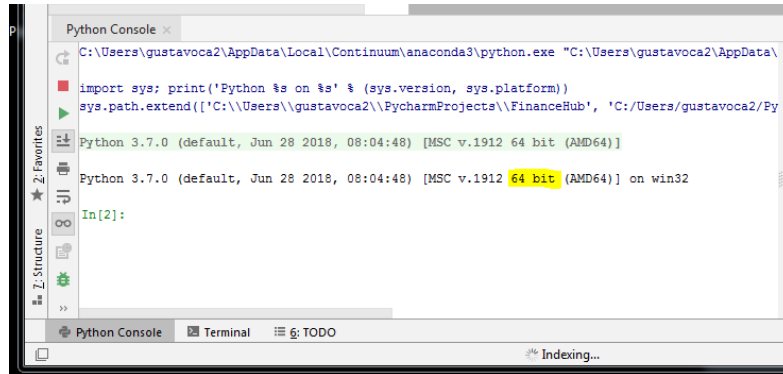 P
Python Console ×
C:\Users\gustavoca2\AppData\Local\Continuum\anaconda3\python.exe "C:\Users\gustavoca2\AppData\
import sys; print('Python %s on %s' % (sys.version, sys.platform))
sys.path.extend(['C:\\Users\\gustavoca2\\PycharmProjects\\FinanceHub', 'C:/Users/gustavoca2/Py
Python 3.7.0 (default, Jun 28 2018, 08:04:48) [MSC v.1912 64 bit (AMD64)]
Python 3.7.0 (default, Jun 28 2018, 08:04:48) [MSC v.1912 64 bit (AMD64)] on win32
In[2]:
2: Favorites
7: Structure
>>
Python Console Terminal 6: TODO
Indexing...